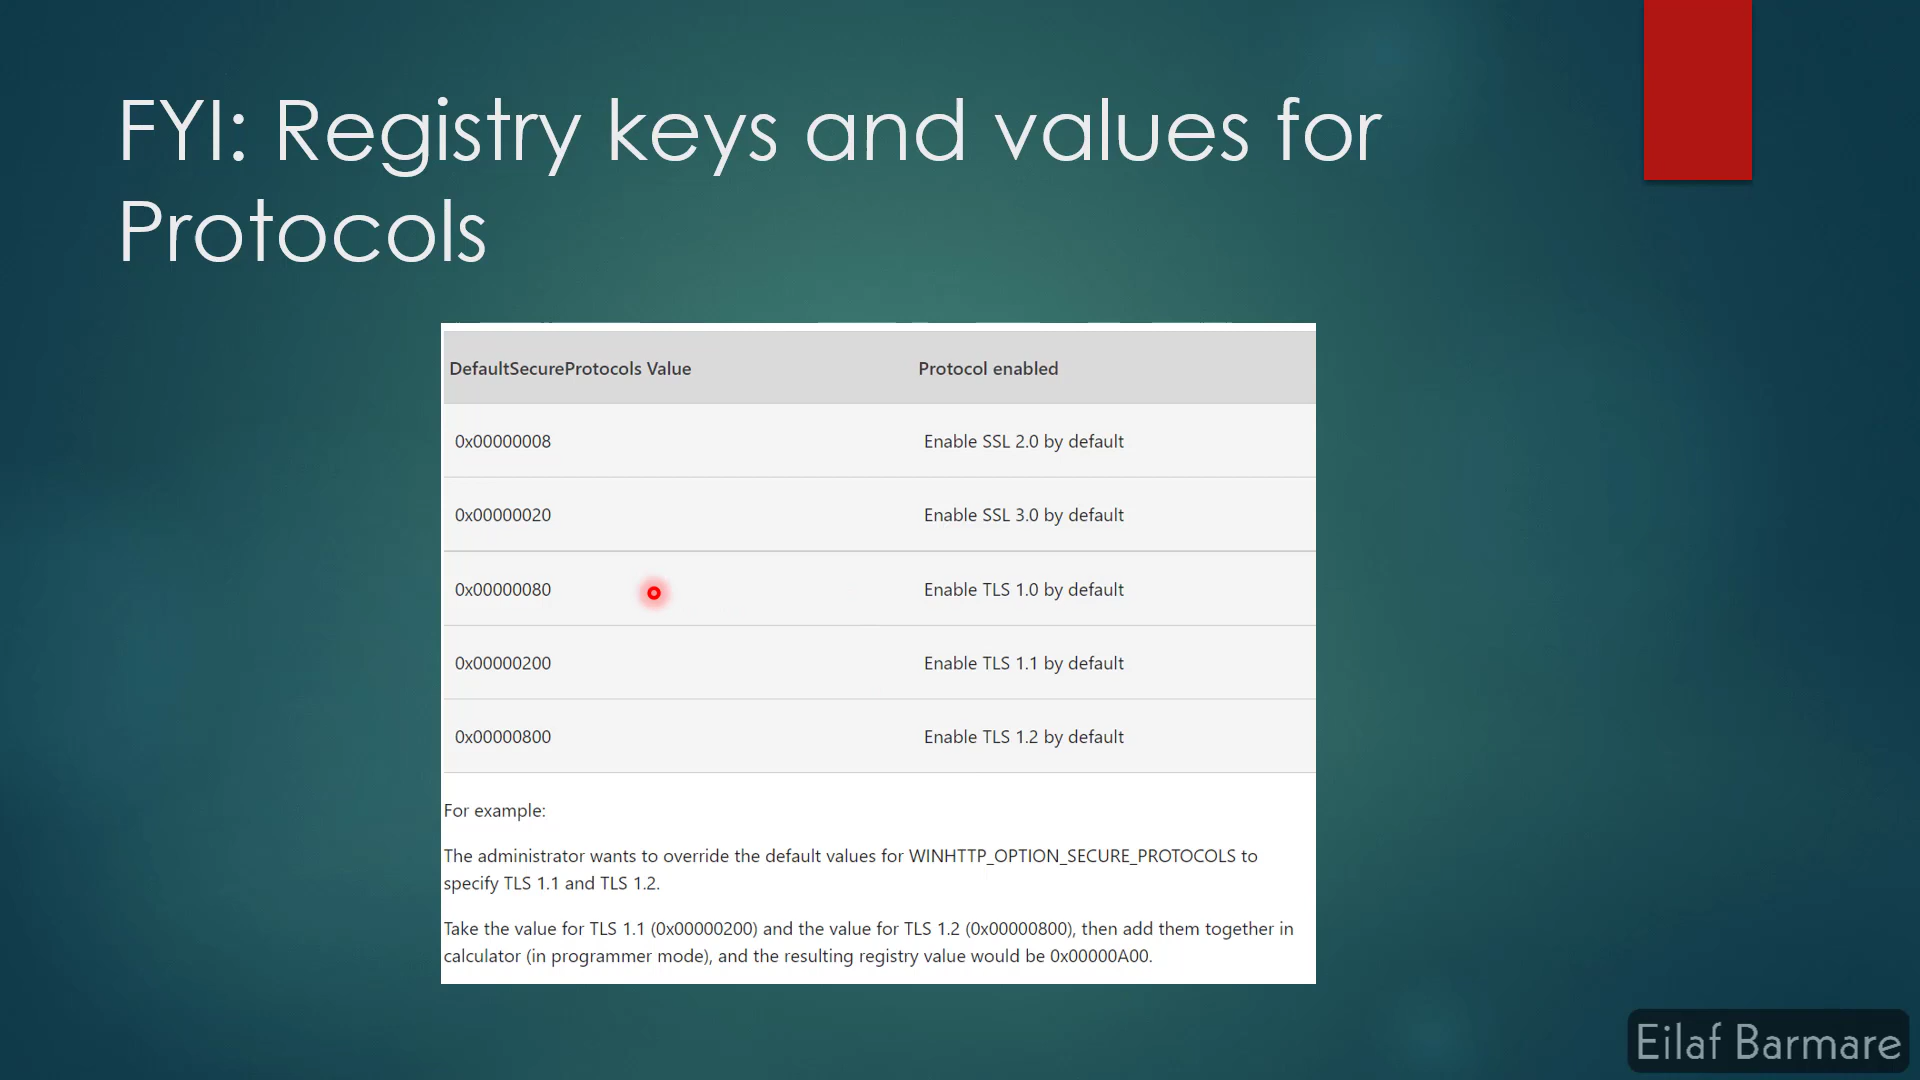 FYI: Registry keys and values for
Protocols
DefaultSecureProtocols Value Protocol enabled
0x00000008 Enable SSL 2.0 by default
0x00000020 Enable SSL 3.0 by default
0x00000080 Enable TLS 1.0 by default
0x00000200 Enable TLS 1.1 by default
0x00000800 Enable TLS 1.2 by default
For example:
The administrator wants to override the default values for WINHTTP_OPTION_SECURE_PROTOCOLS to
specify TLS 1.1 and TLS 1.2.
Take the value for TLS 1.1 (0x00000200) and the value for TLS 1.2 (0x00000800), then add them together in
calculator (in programmer mode), and the resulting registry value would be 0x00000A00.
Eilaf Barmare